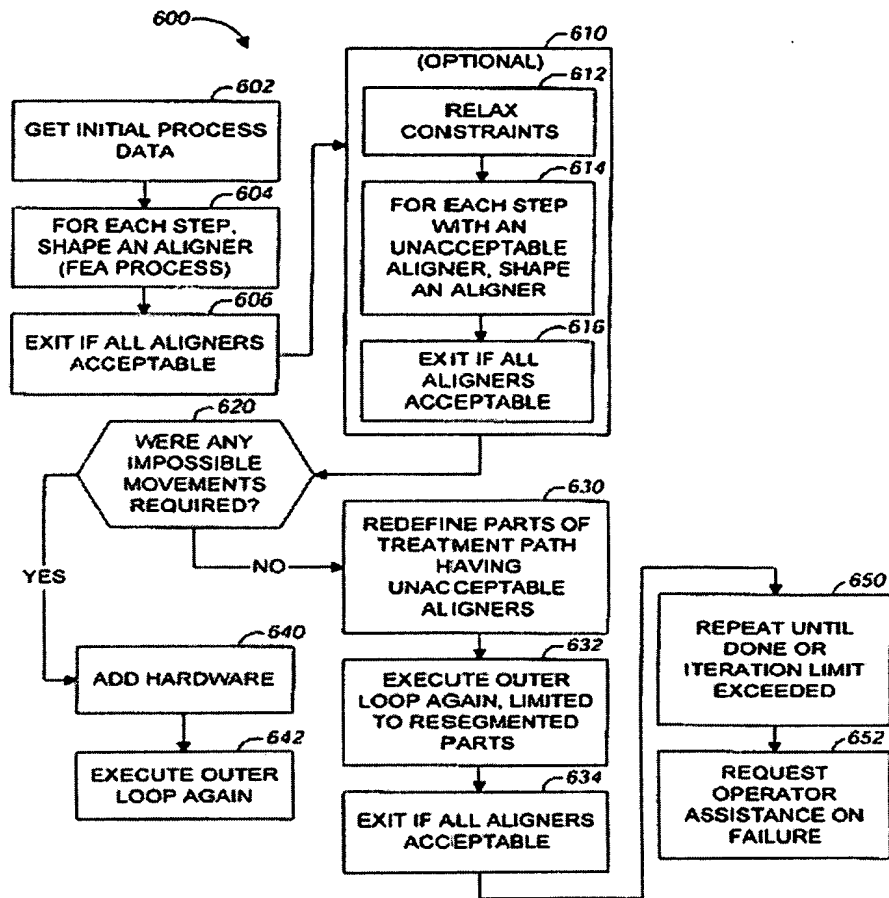 600
602
GET INITIAL PROCESS
DATA
604
FOR EACH STEP,
SHAPE AN ALIGNER
(FEA PROCESS)
606
EXIT IF ALL ALIGNERS
ACCEPTABLE
610
(OPTIONAL)
612
RELAX
CONSTRAINTS
614
FOR EACH STEP
WITH AN
UNACCEPTABLE
ALIGNER, SHAPE
AN ALIGNER
616
EXIT IF ALL
ALIGNERS
ACCEPTABLE
620
WERE ANY
IMPOSSIBLE
MOVEMENTS
REQUIRED?
YES
NO
640
ADD HARDWARE
642
EXECUTE OUTER
LOOP AGAIN
630
REDEFINE PARTS OF
TREATMENT PATH
HAVING
UNACCEPTABLE
ALIGNERS
632
EXECUTE OUTER
LOOP AGAIN, LIMITED
TO RESEGMENTED
PARTS
634
EXIT IF ALL ALIGNERS
ACCEPTABLE
650
REPEAT UNTIL
DONE OR
ITERATION LIMIT
EXCEEDED
652
REQUEST
OPERATOR
ASSISTANCE ON
FAILURE